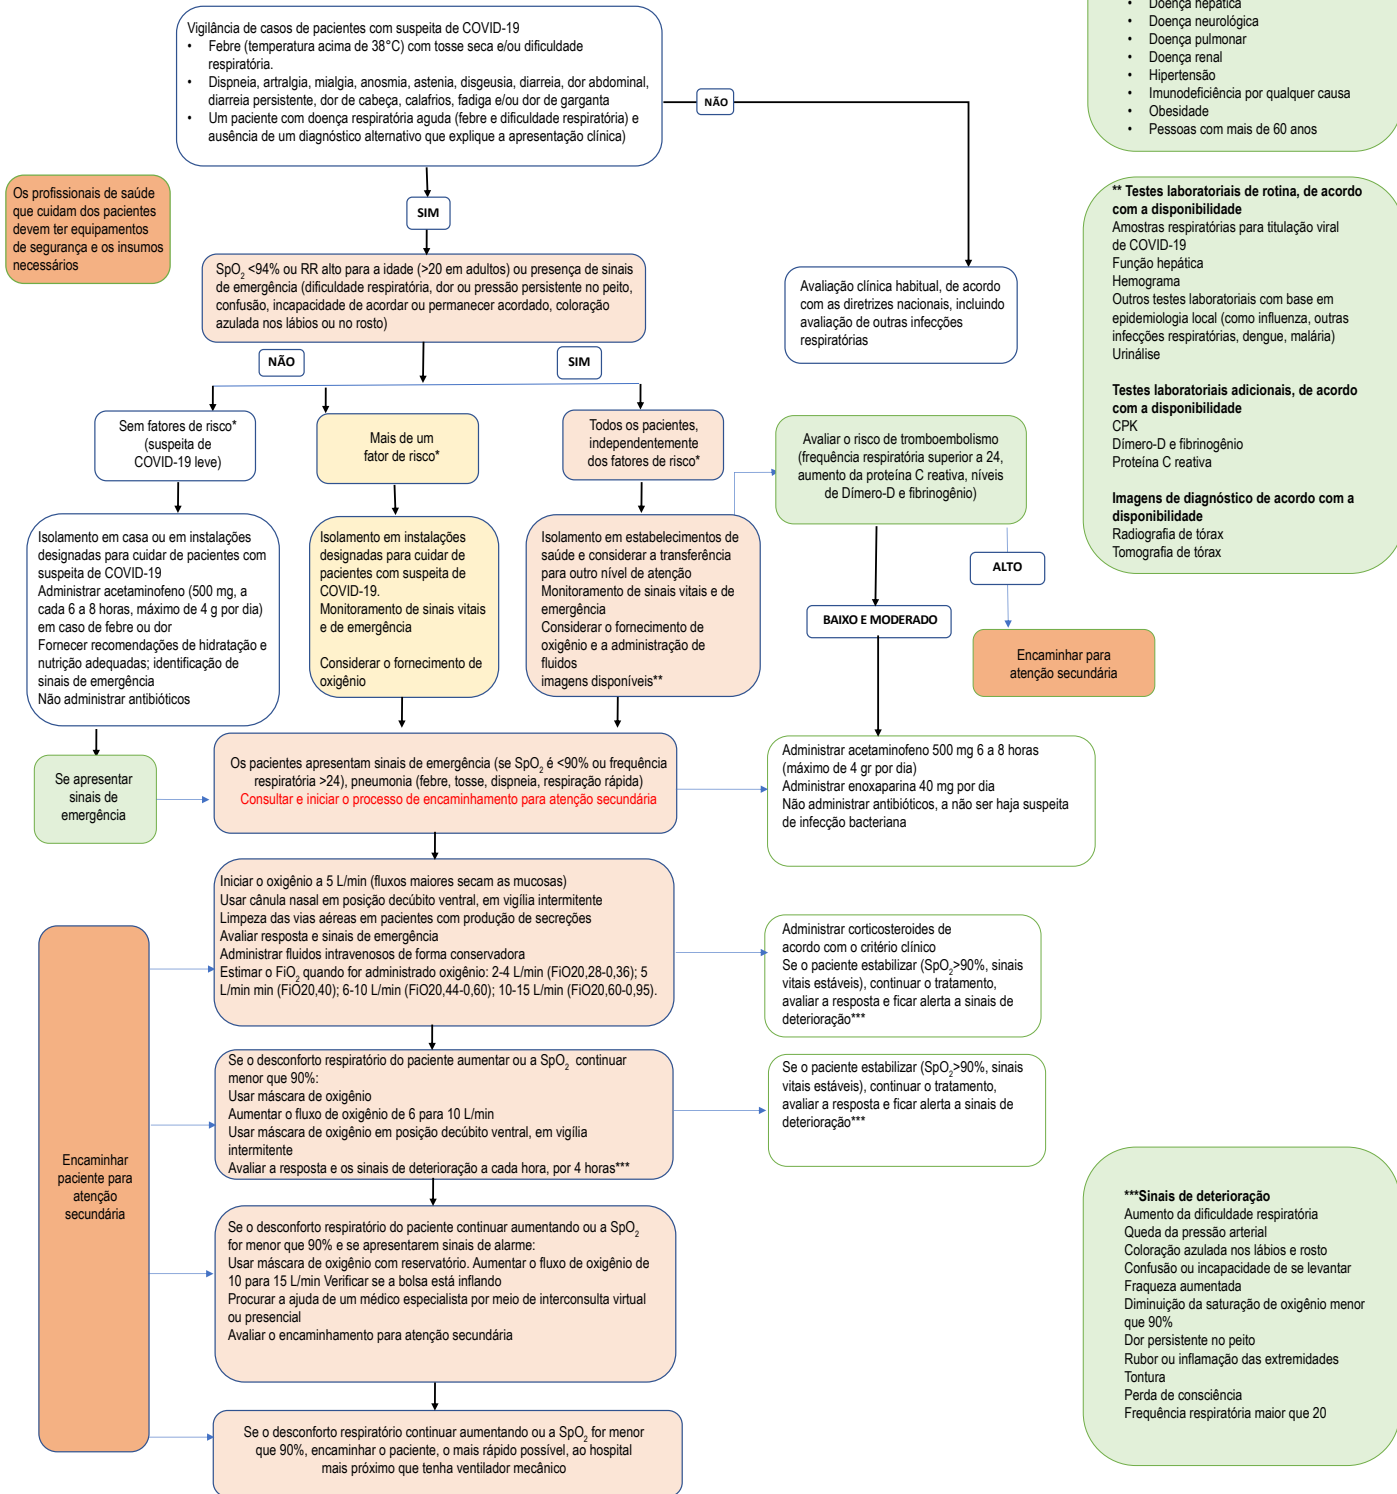 Vigilância de casos de pacientes com suspeita de COVID-19
• Febre (temperatura acima de 38°C) com tosse seca e/ou dificuldade
respiratória.
• Dispneia, artralgia, mialgia, anosmia, astenia, disgeusia, diarreia, dor abdominal,
diarreia persistente, dor de cabeça, calafrios, fadiga e/ou dor de garganta
• Um paciente com doença respiratória aguda (febre e dificuldade respiratória) e
ausência de um diagnóstico alternativo que explique a apresentação clínica)
NÃO
• Doença hepática
• Doença neurológica
• Doença pulmonar
• Doença renal
• Hipertensão
• Imunodeficiência por qualquer causa
• Obesidade
• Pessoas com mais de 60 anos
Os profissionais de saúde
que cuidam dos pacientes
devem ter equipamentos
de segurança e os insumos
necessários
SIM
SpO2 <94% ou RR alto para a idade (>20 em adultos) ou presença de sinais
de emergência (dificuldade respiratória, dor ou pressão persistente no peito,
confusão, incapacidade de acordar ou permanecer acordado, coloração
azulada nos lábios ou no rosto)
Avaliação clínica habitual, de acordo
com as diretrizes nacionais, incluindo
avaliação de outras infecções
respiratórias
** Testes laboratoriais de rotina, de acordo
com a disponibilidade
Amostras respiratórias para titulação viral
de COVID-19
Função hepática
Hemograma
Outros testes laboratoriais com base em
epidemiologia local (como influenza, outras
infecções respiratórias, dengue, malária)
Urinálise
Testes laboratoriais adicionais, de acordo
com a disponibilidade
CPK
Dímero-D e fibrinogênio
Proteína C reativa
Imagens de diagnóstico de acordo com a
disponibilidade
Radiografia de tórax
Tomografia de tórax
NÃO
SIM
Sem fatores de risco*
(suspeita de
COVID-19 leve)
Mais de um
fator de risco*
Todos os pacientes,
independentemente
dos fatores de risco*
Avaliar o risco de tromboembolismo
(frequência respiratória superior a 24,
aumento da proteína C reativa, níveis
de Dímero-D e fibrinogênio)
Isolamento em casa ou em instalações
designadas para cuidar de pacientes com
suspeita de COVID-19
Administrar acetaminofeno (500 mg, a
cada 6 a 8 horas, máximo de 4 g por dia)
em caso de febre ou dor
Fornecer recomendações de hidratação e
nutrição adequadas; identificação de
sinais de emergência
Não administrar antibióticos
Isolamento em instalações
designadas para cuidar de
pacientes com suspeita de
COVID-19.
Monitoramento de sinais vitais
e de emergência
Considerar o fornecimento de
oxigênio
Isolamento em estabelecimentos de
saúde e considerar a transferência
para outro nível de atenção
Monitoramento de sinais vitais e de
emergência
Considerar o fornecimento de
oxigênio e a administração de
fluidos
imagens disponíveis**
ALTO
BAIXO E MODERADO
Encaminhar para
atenção secundária
Se apresentar
sinais de
emergência
Os pacientes apresentam sinais de emergência (se SpO2 é <90% ou frequência
respiratória >24), pneumonia (febre, tosse, dispneia, respiração rápida)
Consultar e iniciar o processo de encaminhamento para atenção secundária
Administrar acetaminofeno 500 mg 6 a 8 horas
(máximo de 4 gr por dia)
Administrar enoxaparina 40 mg por dia
Não administrar antibióticos, a não ser haja suspeita
de infecção bacteriana
Iniciar o oxigênio a 5 L/min (fluxos maiores secam as mucosas)
Usar cânula nasal em posição decúbito ventral, em vigília intermitente
Limpeza das vias aéreas em pacientes com produção de secreções
Avaliar resposta e sinais de emergência
Administrar fluidos intravenosos de forma conservadora
Estimar o FiO2 quando for administrado oxigênio: 2-4 L/min (FiO20,28-0,36); 5
L/min min (FiO20,40); 6-10 L/min (FiO20,44-0,60); 10-15 L/min (FiO20,60-0,95).
Administrar corticosteroides de
acordo com o critério clínico
Se o paciente estabilizar (SpO2>90%, sinais
vitais estáveis), continuar o tratamento,
avaliar a resposta e ficar alerta a sinais de
deterioração***
Encaminhar
paciente para
atenção
secundária
Se o desconforto respiratório do paciente aumentar ou a SpO2 continuar
menor que 90%:
Usar máscara de oxigênio
Aumentar o fluxo de oxigênio de 6 para 10 L/min
Usar máscara de oxigênio em posição decúbito ventral, em vigília
intermitente
Avaliar a resposta e os sinais de deterioração a cada hora, por 4 horas***
Se o paciente estabilizar (SpO2>90%, sinais
vitais estáveis), continuar o tratamento,
avaliar a resposta e ficar alerta a sinais de
deterioração***
Se o desconforto respiratório do paciente continuar aumentando ou a SpO2
for menor que 90% e se apresentarem sinais de alarme:
Usar máscara de oxigênio com reservatório. Aumentar o fluxo de oxigênio de
10 para 15 L/min Verificar se a bolsa está inflando
Procurar a ajuda de um médico especialista por meio de interconsulta virtual
ou presencial
Avaliar o encaminhamento para atenção secundária
***Sinais de deterioração
Aumento da dificuldade respiratória
Queda da pressão arterial
Coloração azulada nos lábios e rosto
Confusão ou incapacidade de se levantar
Fraqueza aumentada
Diminuição da saturação de oxigênio menor
que 90%
Dor persistente no peito
Rubor ou inflamação das extremidades
Tontura
Perda de consciência
Frequência respiratória maior que 20
Se o desconforto respiratório continuar aumentando ou a SpO2 for menor
que 90%, encaminhar o paciente, o mais rápido possível, ao hospital
mais próximo que tenha ventilador mecânico